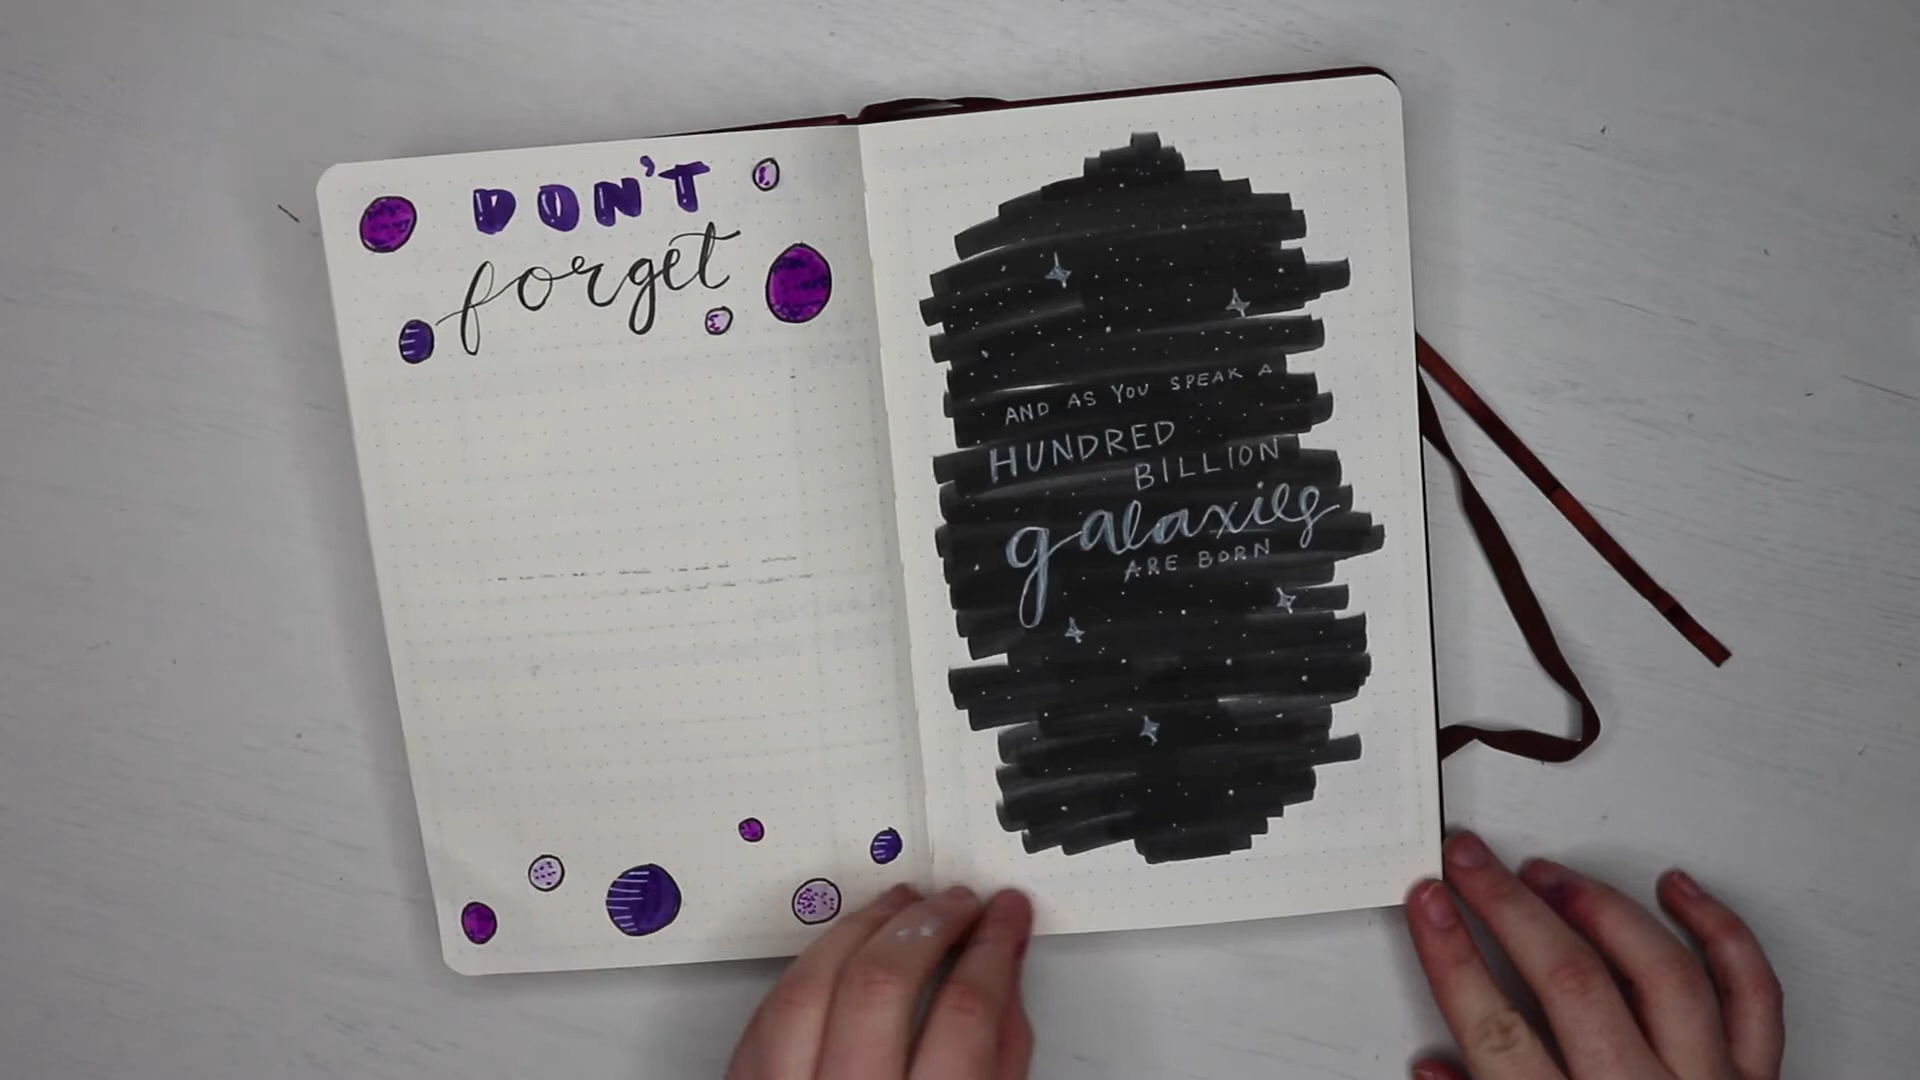 DON'T
forget
AND AS YOU SPEAK A
HUNDRED
BILLION
galaxies
ARE BORN